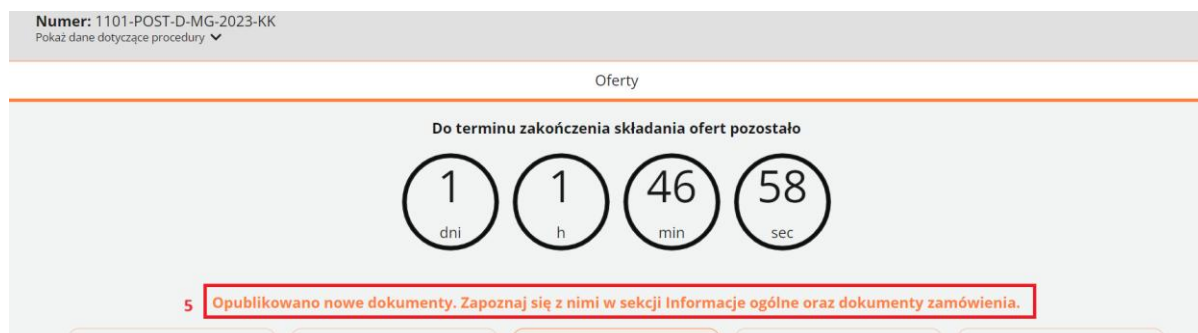 Numer: 1101-POST-D-MG-2023-KK
Pokaż dane dotyczące procedury
Oferty
Do terminu zakończenia składania ofert pozostało
1 1 46 58
dni h min sec
5 Opublikowano nowe dokumenty. Zapoznaj się z nimi w sekcji Informacje ogólne oraz dokumenty zamówienia.